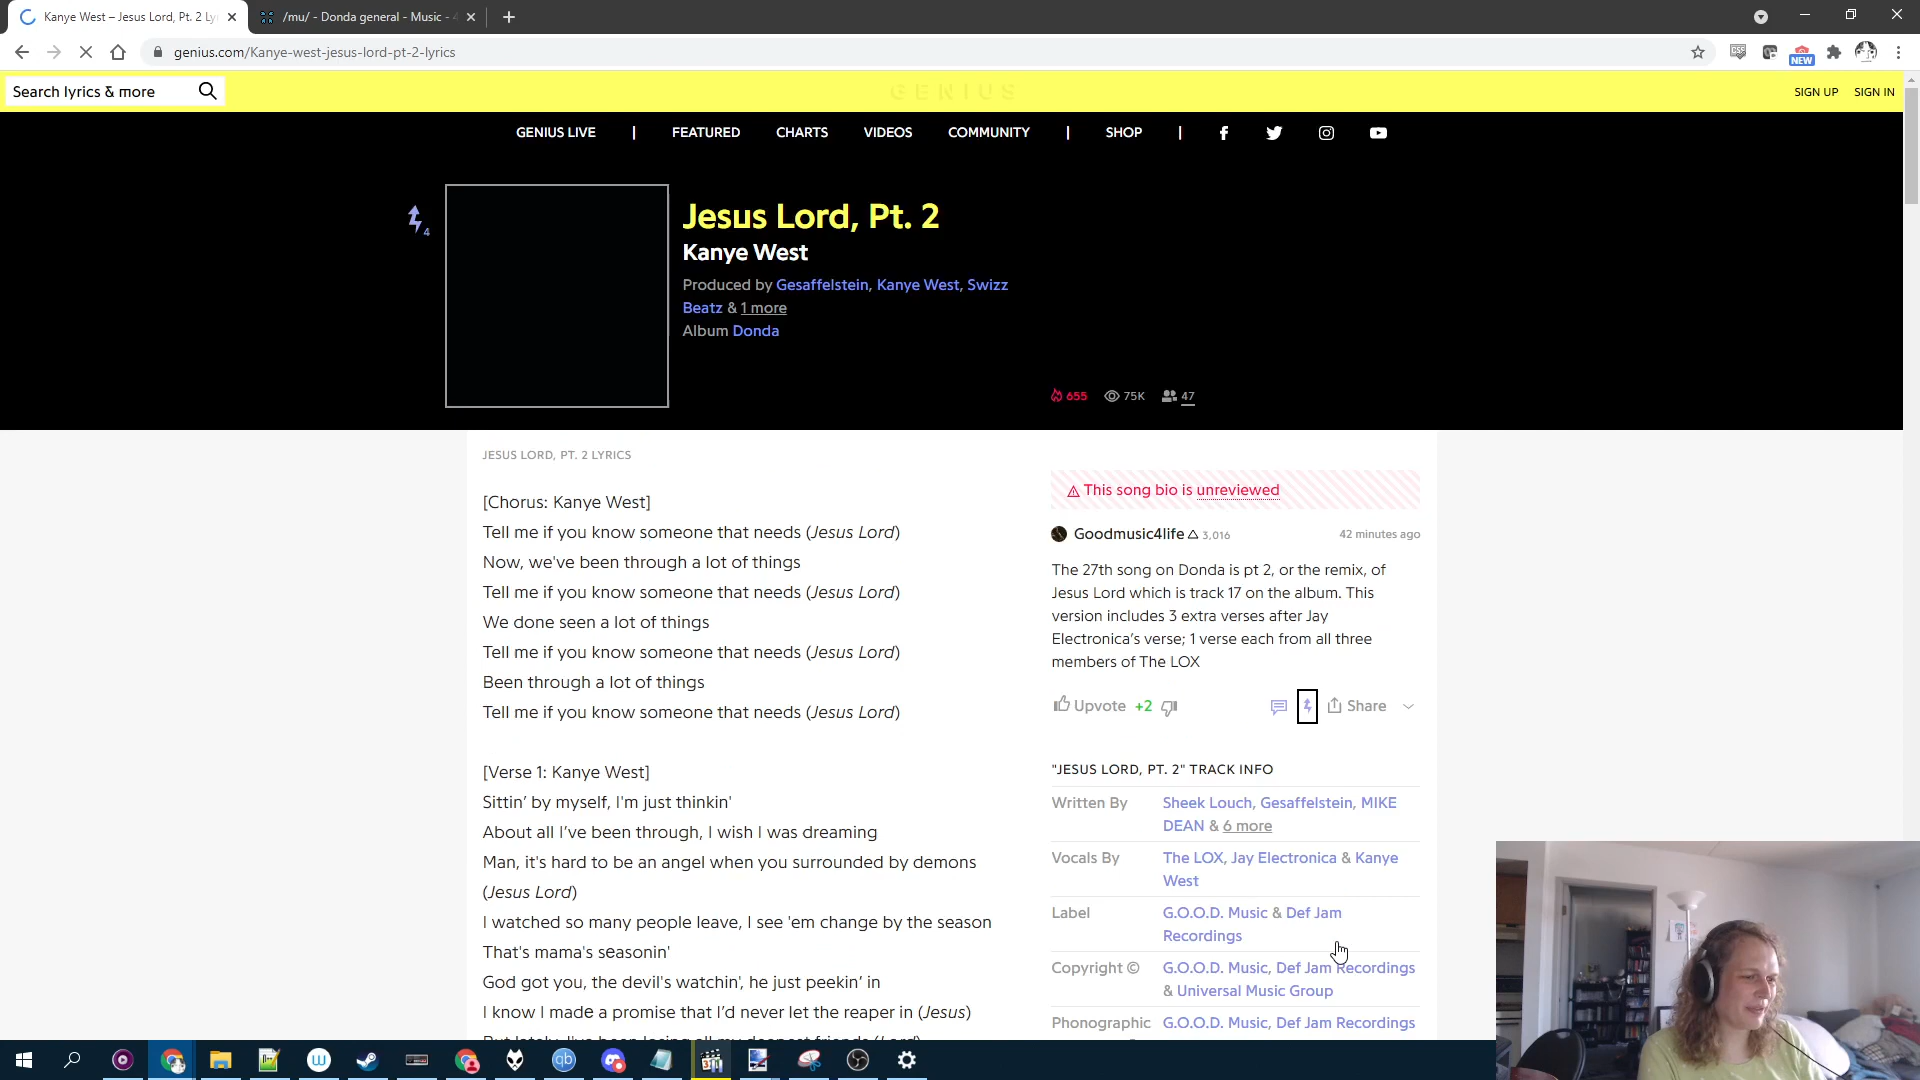 Kanye West – Jesus Lord, Pt. 2 Ly
/mu/ - Donda general - Music - 4
genius.com/Kanye-west-jesus-lord-pt-2-lyrics
NEW
Search lyrics & more
GENIUS
SIGN UP SIGN IN
GENIUS LIVE | FEATURED CHARTS VIDEOS COMMUNITY | SHOP |
4
Jesus Lord, Pt. 2
Kanye West
Produced by Gesaffelstein, Kanye West, Swizz
Beatz & 1 more
Album Donda
655 75K 47
JESUS LORD, PT. 2 LYRICS
[Chorus: Kanye West]
Tell me if you know someone that needs (Jesus Lord)
Now, we've been through a lot of things
Tell me if you know someone that needs (Jesus Lord)
We done seen a lot of things
Tell me if you know someone that needs (Jesus Lord)
Been through a lot of things
Tell me if you know someone that needs (Jesus Lord)
[Verse 1: Kanye West]
Sittin’ by myself, I'm just thinkin'
About all I’ve been through, I wish I was dreaming
Man, it's hard to be an angel when you surrounded by demons
(Jesus Lord)
I watched so many people leave, I see 'em change by the season
That's mama's seasonin'
God got you, the devil's watchin', he just peekin’ in
I know I made a promise that I’d never let the reaper in (Jesus)
But lately, I've been losing all my deepest friends (Lord)
This song bio is unreviewed
Goodmusic4life 3,016 42 minutes ago
The 27th song on Donda is pt 2, or the remix, of
Jesus Lord which is track 17 on the album. This
version includes 3 extra verses after Jay
Electronica’s verse; 1 verse each from all three
members of The LOX
Upvote +2 Share
"JESUS LORD, PT. 2" TRACK INFO
Written By Sheek Louch, Gesaffelstein, MIKE
DEAN & 6 more
Vocals By The LOX, Jay Electronica & Kanye
West
Label G.O.O.D. Music & Def Jam
Recordings
Copyright © G.O.O.D. Music, Def Jam Recordings
& Universal Music Group
Phonographic G.O.O.D. Music, Def Jam Recordings